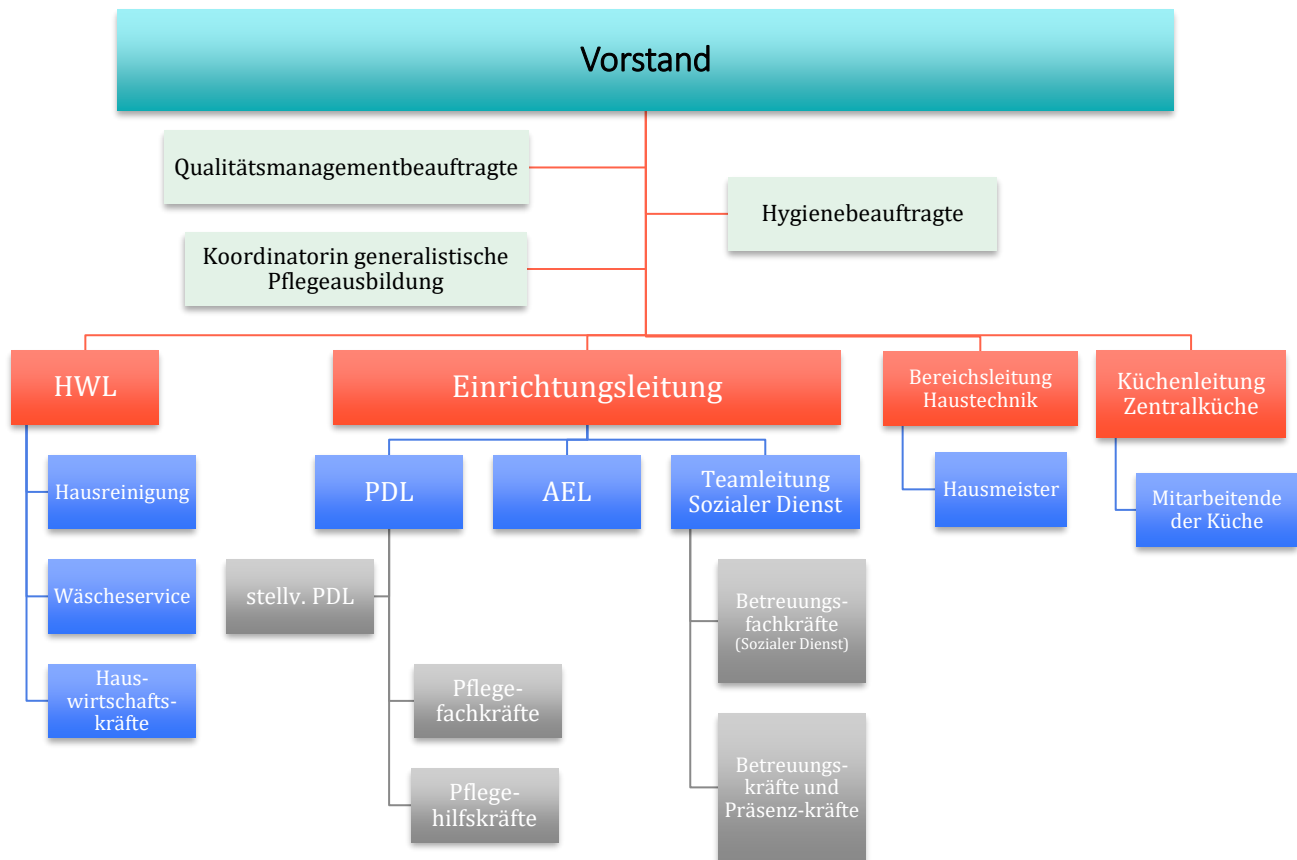 Vorstand
Qualitätsmanagementbeauftragte
Hygienebeauftragte
Koordinatorin generalistische
Pflegeausbildung
HWL
Einrichtungsleitung
Bereichsleitung
Haustechnik
Küchenleitung
Zentralküche
Hausreinigung
PDL
AEL
Teamleitung
Sozialer Dienst
Hausmeister
Mitarbeitende
der Küche
Wäscheservice
stellv. PDL
Betreuungs-
fachkräfte
(Sozialer Dienst)
Haus-
wirtschafts-
kräfte
Pflege-
fachkräfte
Pflege-
hilfskräfte
Betreuungs-
kräfte und
Präsenz-kräfte